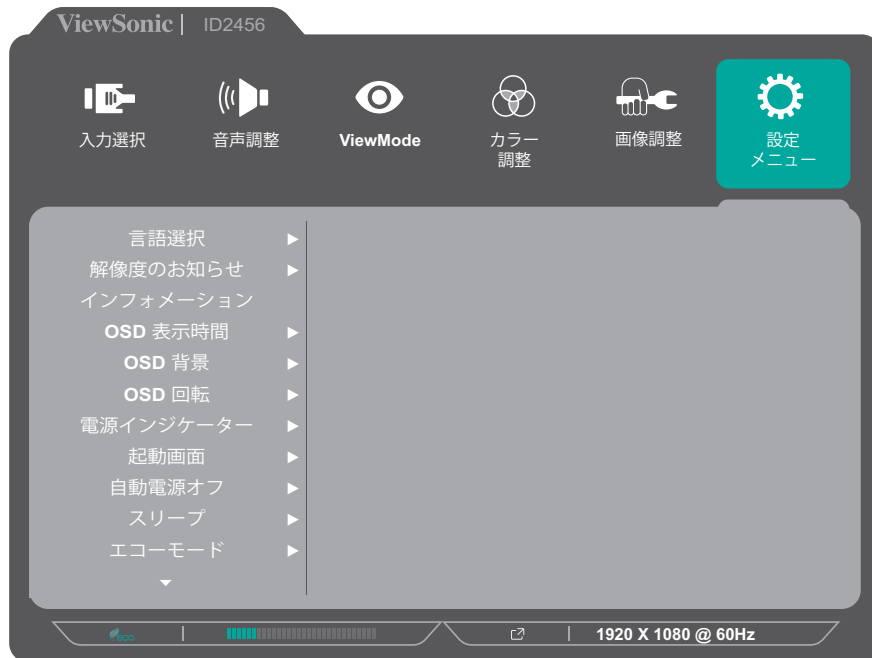 ViewSonic | ID2456
入力選択
音声調整
ViewMode
カラー
調整
画像調整
設定
メニュー
言語選択
解像度のお知らせ
インフォメーション
OSD 表示時間
OSD 背景
OSD 回転
電源インジケーター
起動画面
自動電源オフ
スリープ
エコーモード
eco
1920 X 1080 @ 60Hz